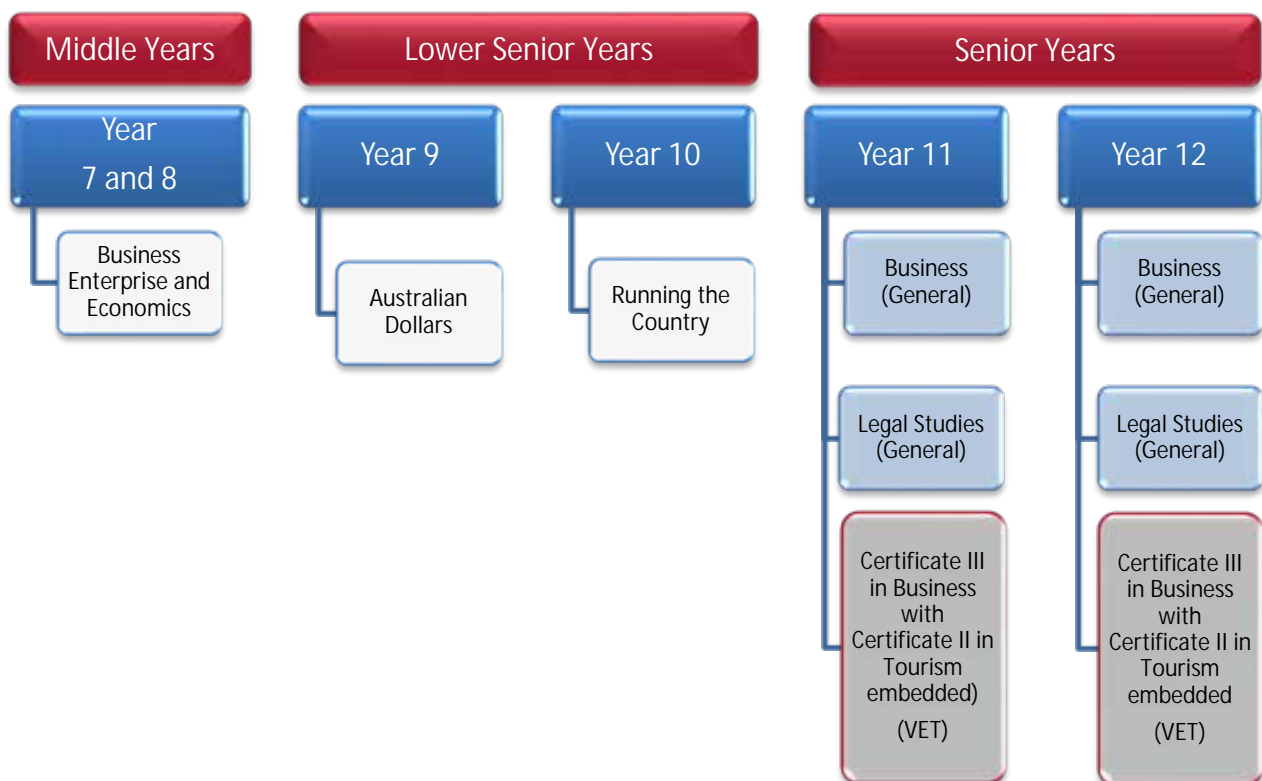 Middle Years
Lower Senior Years
Senior Years
Year
7 and 8
Year 9
Year 10
Year 11
Year 12
Business
Enterprise and
Economics
Australian
Dollars
Running the
Country
Business
(General)
Business
(General)
Legal Studies
(General)
Legal Studies
(General)
Certificate III
in Business
with
Certificate II in
Tourism
embedded)
(VET)
Certificate III
in Business
with
Certificate II in
Tourism
embedded
(VET)